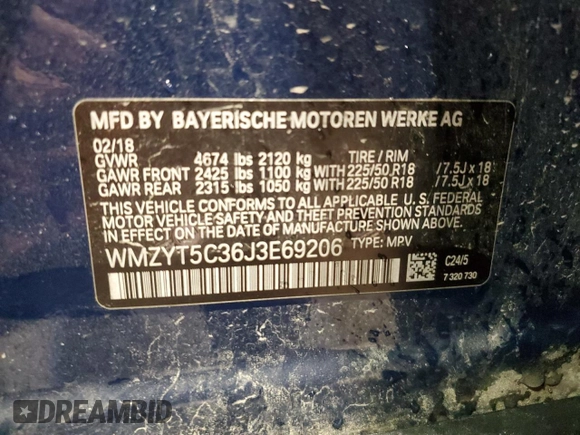 MFD BY BAYERISCHE MOTOREN WERKE AG
02/18
GVWR 4674 lbs 2120 kg TIRE / RIM
GAWR FRONT 2425 lbs 1100 kg WITH 225/50 R18 /7.5J x 18
GAWR REAR 2315 lbs 1050 kg WITH 225/50 R18 /7.5J x 18
THIS VEHICLE CONFORMS TO ALL APPLICABLE U. S. FEDERAL
MOTOR VEHICLE SAFETY AND THEFT PREVENTION STANDARDS
IN EFFECT ON THE DATE OF MANUFACTURE SHOWN ABOVE.
WMZYT5C36J3E69206 TYPE: MPV
C24/5
7 320 730
DREAMBID